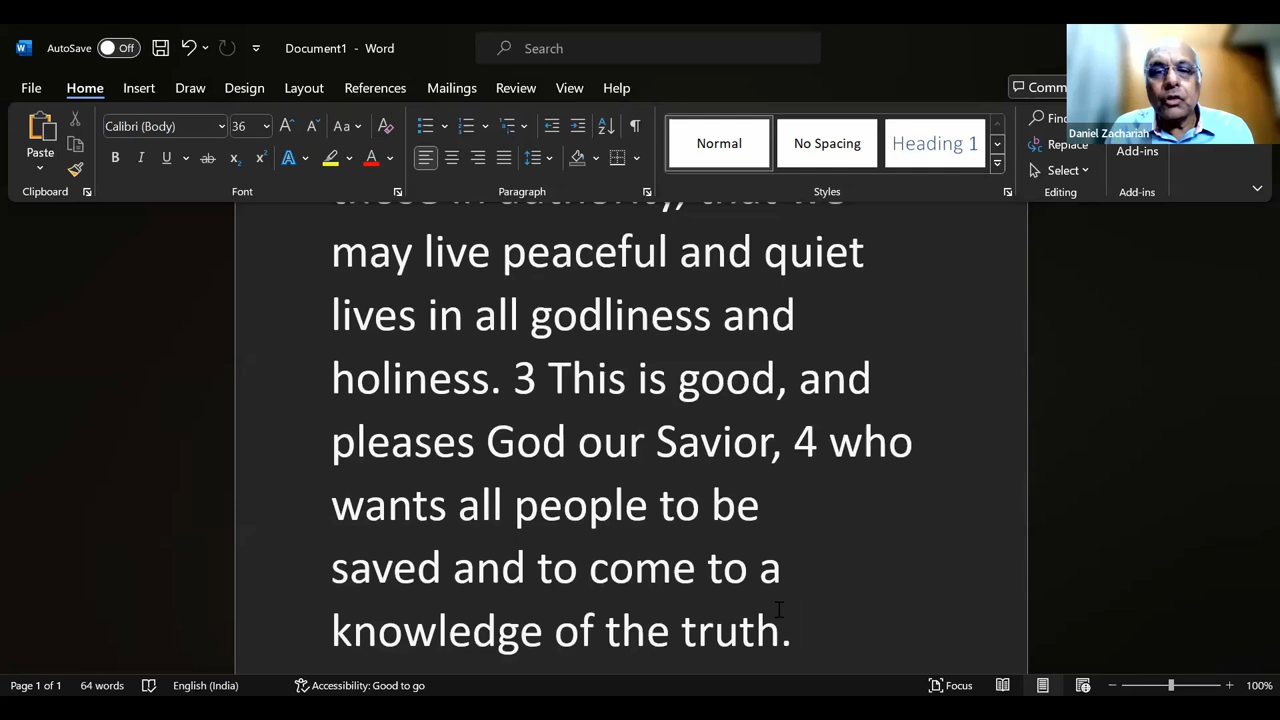 AutoSave Off Document1 - Word Search
File Home Insert Draw Design Layout References Mailings Review View Help
Daniel Zachariah
Paste
Calibri (Body) 36 Aa
Normal No Spacing Heading 1
Replace
Select
Add-ins
Clipboard Font Paragraph Styles Editing Add-ins
may live peaceful and quiet
lives in all godliness and
holiness. 3 This is good, and
pleases God our Savior, 4 who
wants all people to be
saved and to come to a
knowledge of the truth.
Page 1 of 1 64 words English (India) Accessibility: Good to go Focus 100%